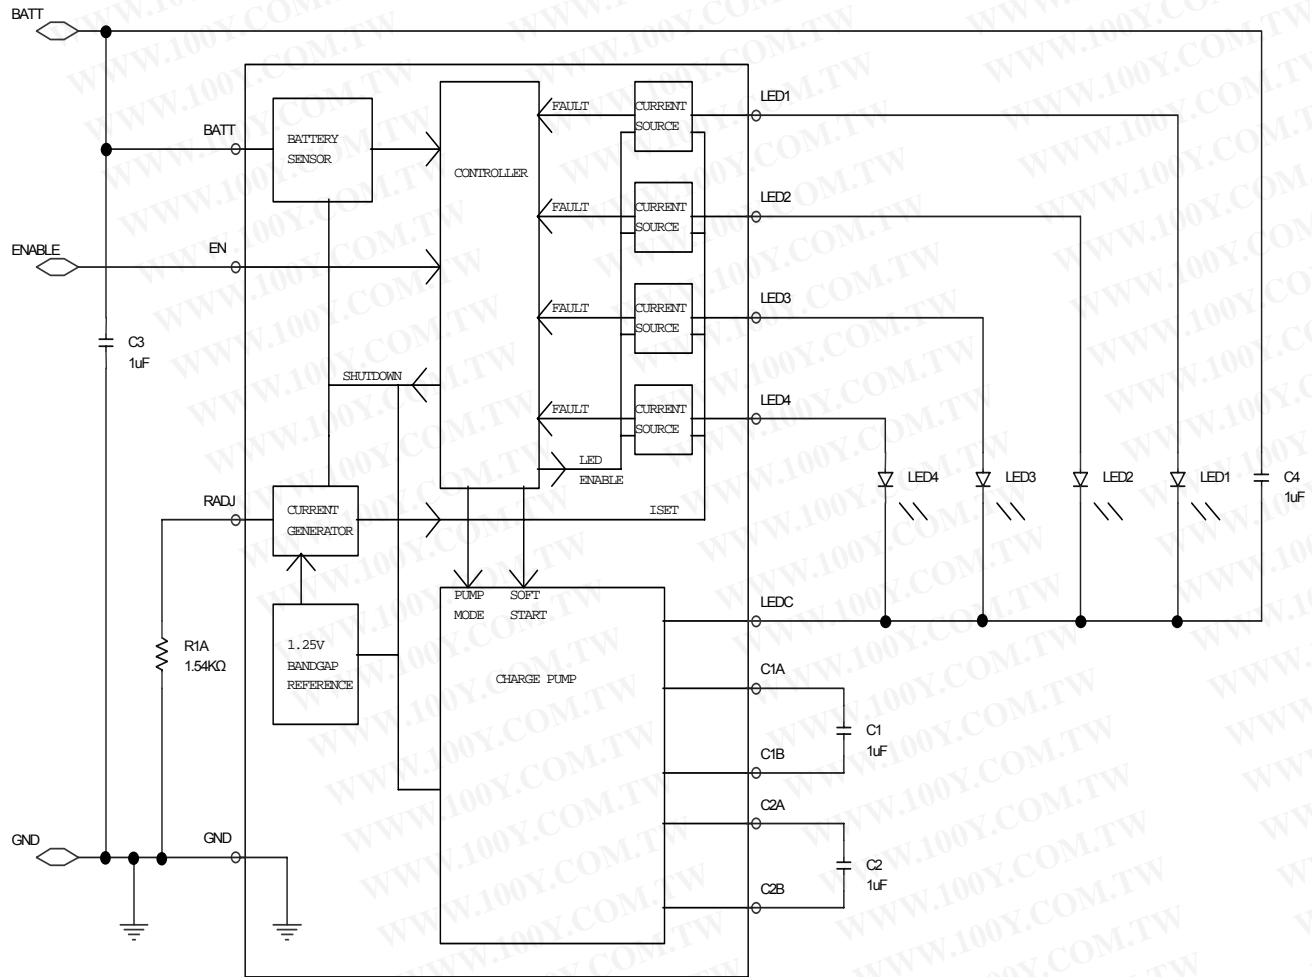 BATT
WWW.100Y.COM.TW
LED1
FAULT
CURRENT
SOURCE
BATT
BATTERY
SENSOR
CONTROLLER
LED2
FAULT
CURRENT
SOURCE
ENABLE
EN
LED3
FAULT
CURRENT
SOURCE
C3
1uF
SHUTDOWN
LED4
FAULT
CURRENT
SOURCE
LED
ENABLE
LED4
LED3
LED2
LED1
C4
1uF
RADJ
CURRENT
GENERATOR
ISET
PUMP
MODE
SOFT
START
LEDC
R1A
1.54KΩ
1.25V
BANDGAP
REFERENCE
CHARGE PUMP
C1A
C1
1uF
C1B
C2A
GND
GND
C2
1uF
C2B